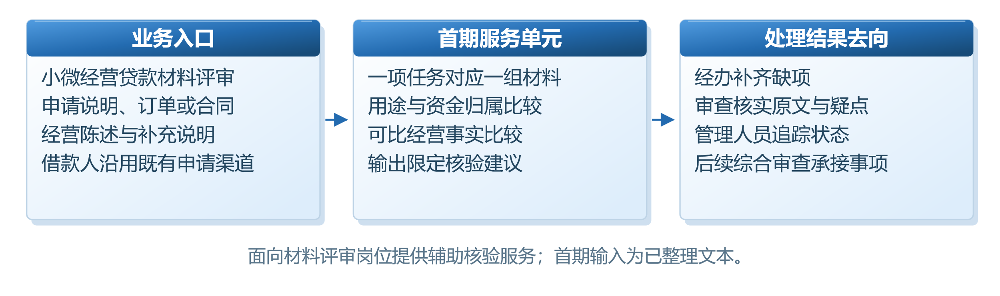 业务入口
小微经营贷款材料评审
申请说明、订单或合同
经营陈述与补充说明
借款人沿用既有申请渠道
首期服务单元
一项任务对应一组材料
用途与资金归属比较
可比经营事实比较
输出限定核验建议
处理结果去向
经办补充缺项
审查核实原文与疑点
管理人员追踪状态
后续综合审查承接事项
面向材料评审岗位提供辅助核验服务；首期输入为已整理文本。